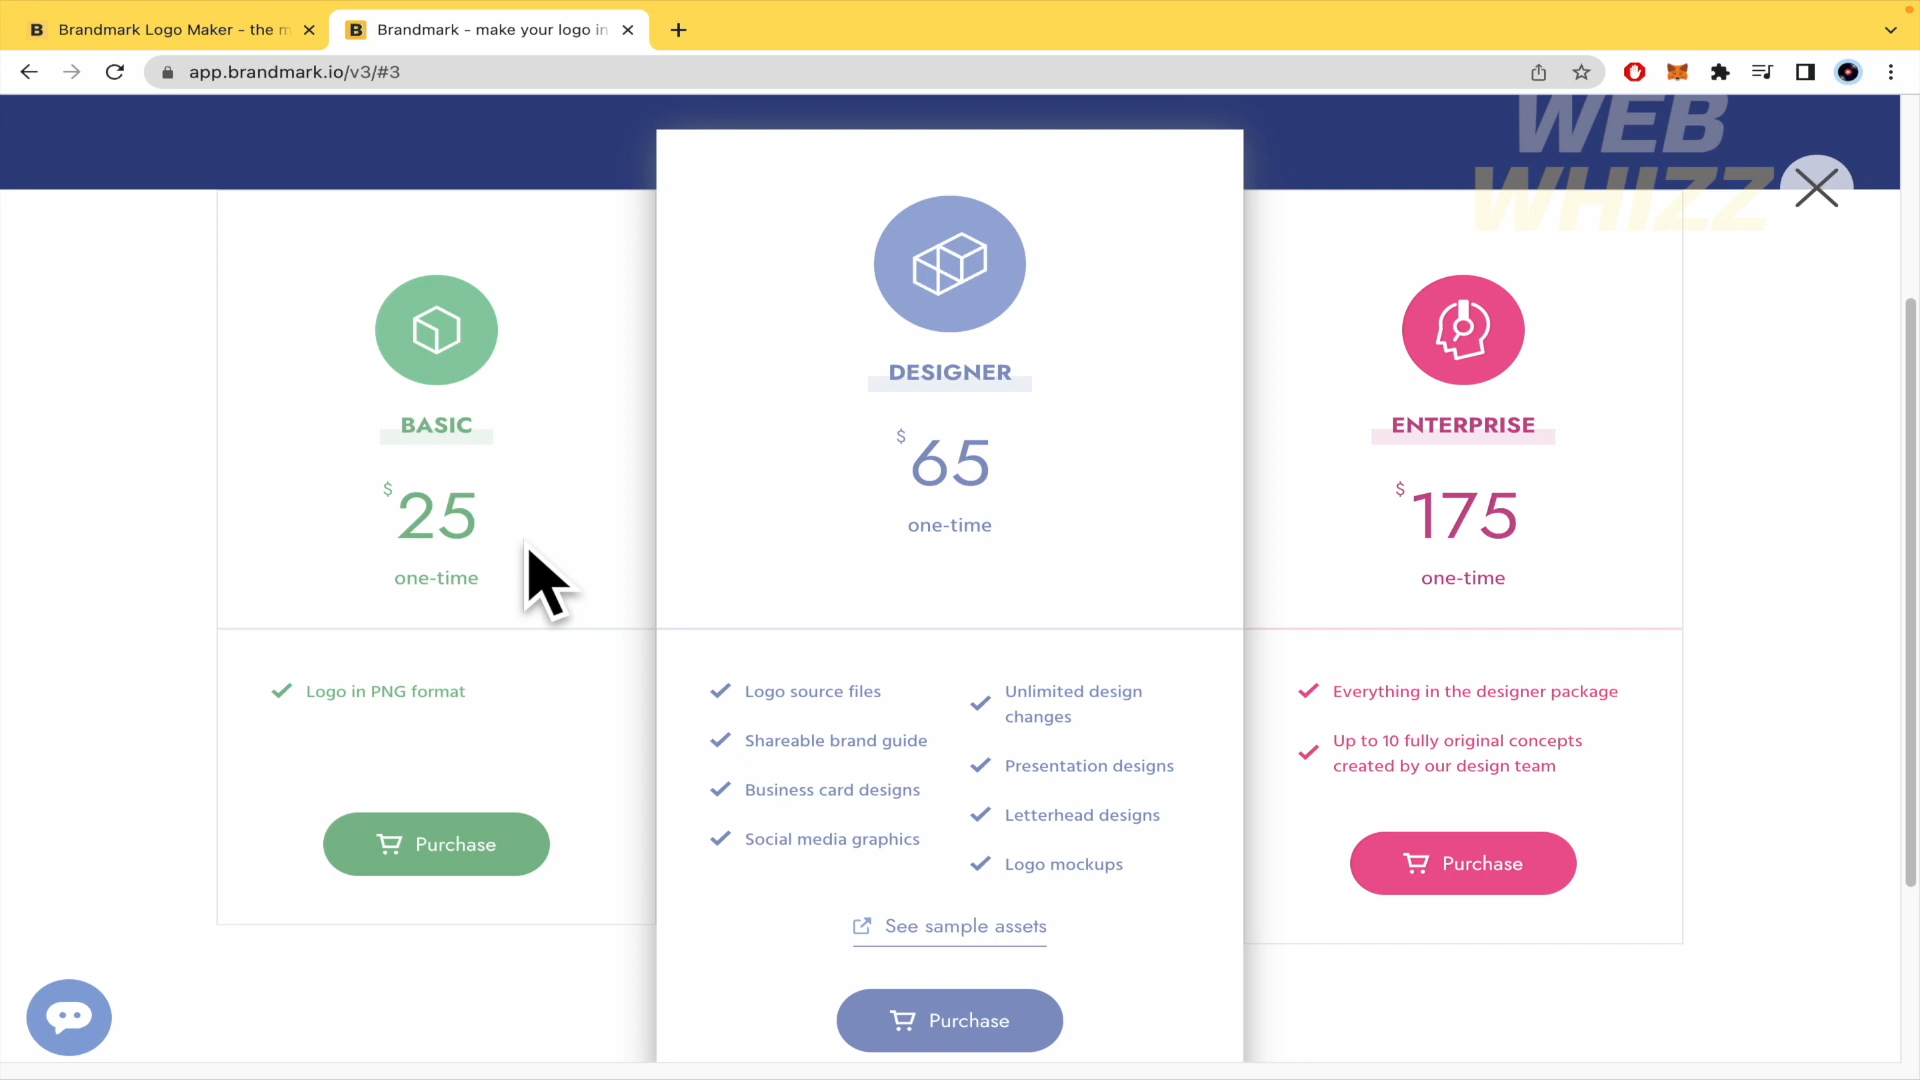 Brandmark Logo Maker - the m
Brandmark - make your logo in
app.brandmark.io/v3/#3
WEB
WHIZZ
BASIC
$ 25
one-time
Logo in PNG format
Purchase
DESIGNER
$ 65
one-time
Logo source files
Shareable brand guide
Business card designs
Social media graphics
Unlimited design
changes
Presentation designs
Letterhead designs
Logo mockups
See sample assets
Purchase
ENTERPRISE
$ 175
one-time
Everything in the designer package
Up to 10 fully original concepts
created by our design team
Purchase